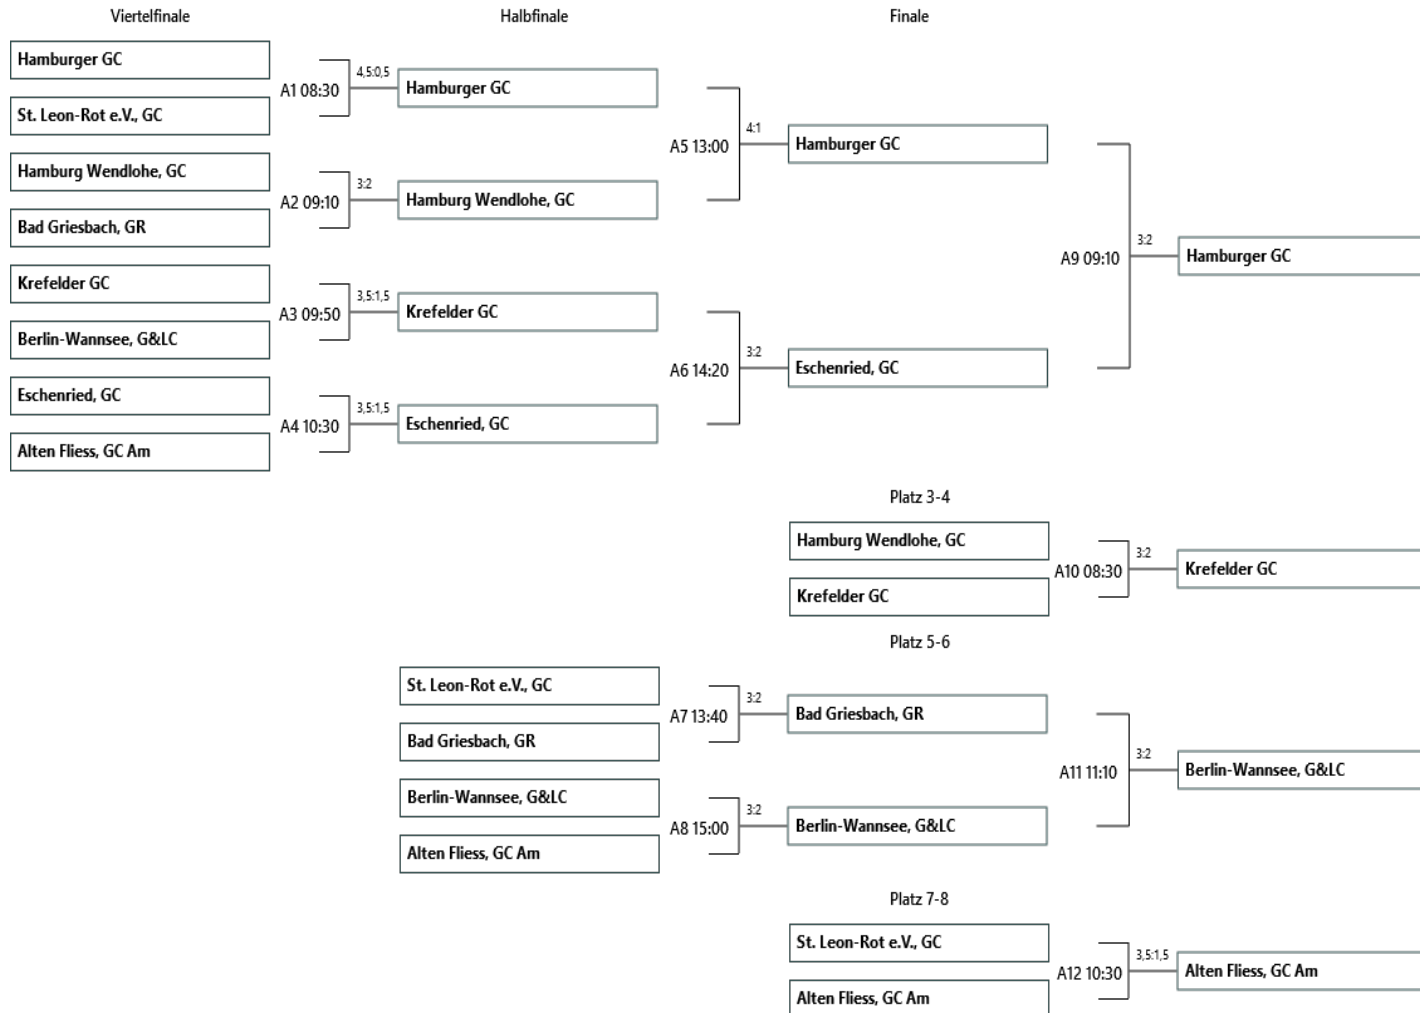 Viertelfinale
Halbfinale
Finale
Hamburger GC
St. Leon-Rot e.V., GC
A1 08:30
4,5:0,5
Hamburger GC
Hamburg Wendlohe, GC
Bad Griesbach, GR
A2 09:10
3:2
Hamburg Wendlohe, GC
A5 13:00
4:1
Hamburger GC
Krefelder GC
Berlin-Wannsee, G&LC
A3 09:50
3,5:1,5
Krefelder GC
Eschenried, GC
Alten Fliess, GC Am
A4 10:30
3,5:1,5
Eschenried, GC
A6 14:20
3:2
Eschenried, GC
A9 09:10
3:2
Hamburger GC
Platz 3-4
Hamburg Wendlohe, GC
Krefelder GC
A10 08:30
3:2
Krefelder GC
Platz 5-6
St. Leon-Rot e.V., GC
Bad Griesbach, GR
A7 13:40
3:2
Bad Griesbach, GR
Berlin-Wannsee, G&LC
Alten Fliess, GC Am
A8 15:00
3:2
Berlin-Wannsee, G&LC
A11 11:10
3:2
Berlin-Wannsee, G&LC
Platz 7-8
St. Leon-Rot e.V., GC
Alten Fliess, GC Am
A12 10:30
3,5:1,5
Alten Fliess, GC Am